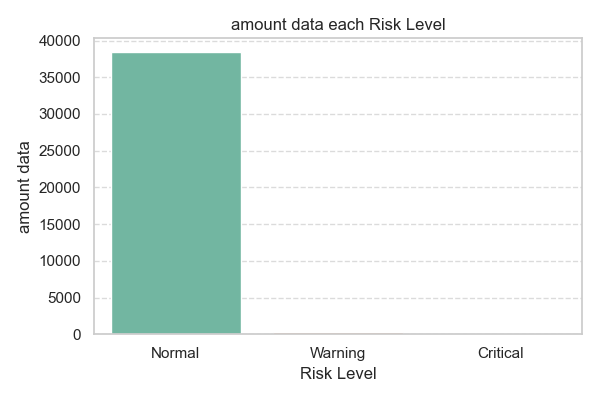 amount data each Risk Level
amount data
40000
35000
30000
25000
20000
15000
10000
5000
0
Normal Warning Critical
Risk Level